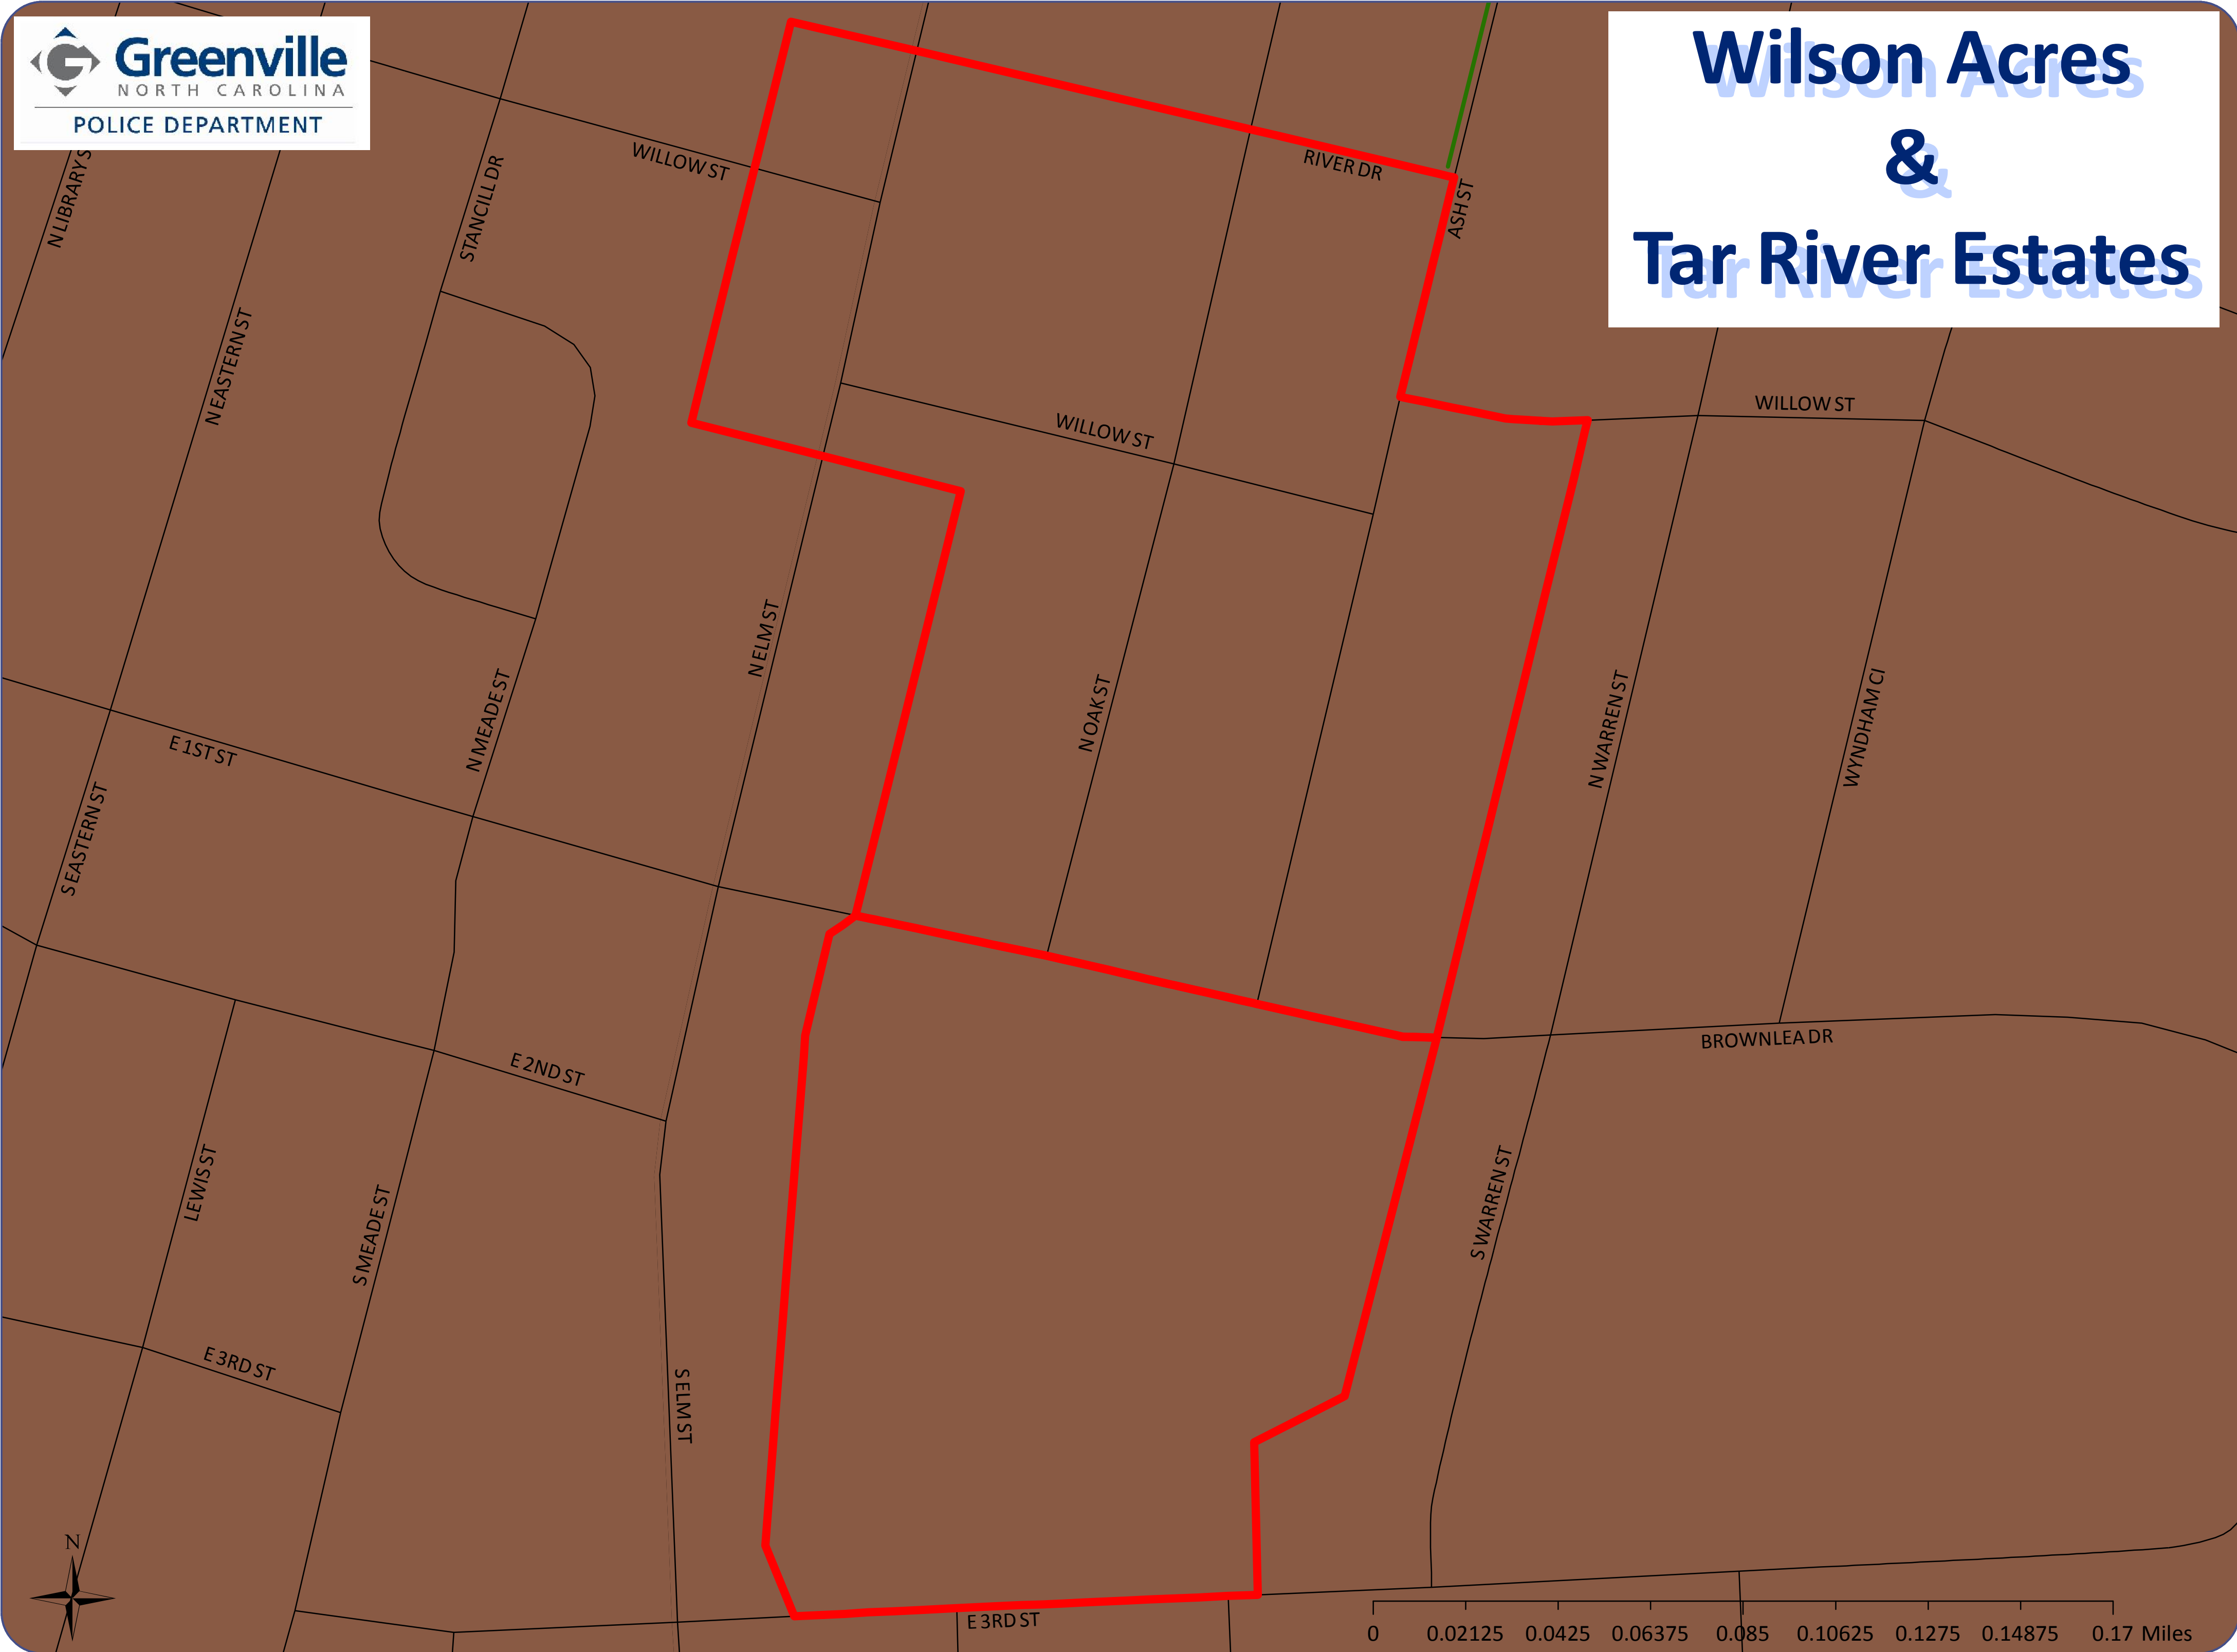 Greenville
NORTH CAROLINA
POLICE DEPARTMENT
Wilson Acres
&
Tar River Estates
N LIBRARY S
STANCILL DR
WILLOW ST
RIVER DR
ASH ST
N EASTERN ST
WILLOW ST
WILLOW ST
N ELM ST
N MEADE ST
N OAK ST
N WARREN ST
WYNDHAM CI
E 1ST ST
S EASTERN ST
E 2ND ST
BROWNLEA DR
LEWIS ST
S MEADE ST
S WARREN ST
E 3RD ST
S ELM ST
N
E 3RD ST
0 0.02125 0.0425 0.06375 0.085 0.10625 0.1275 0.14875 0.17 Miles